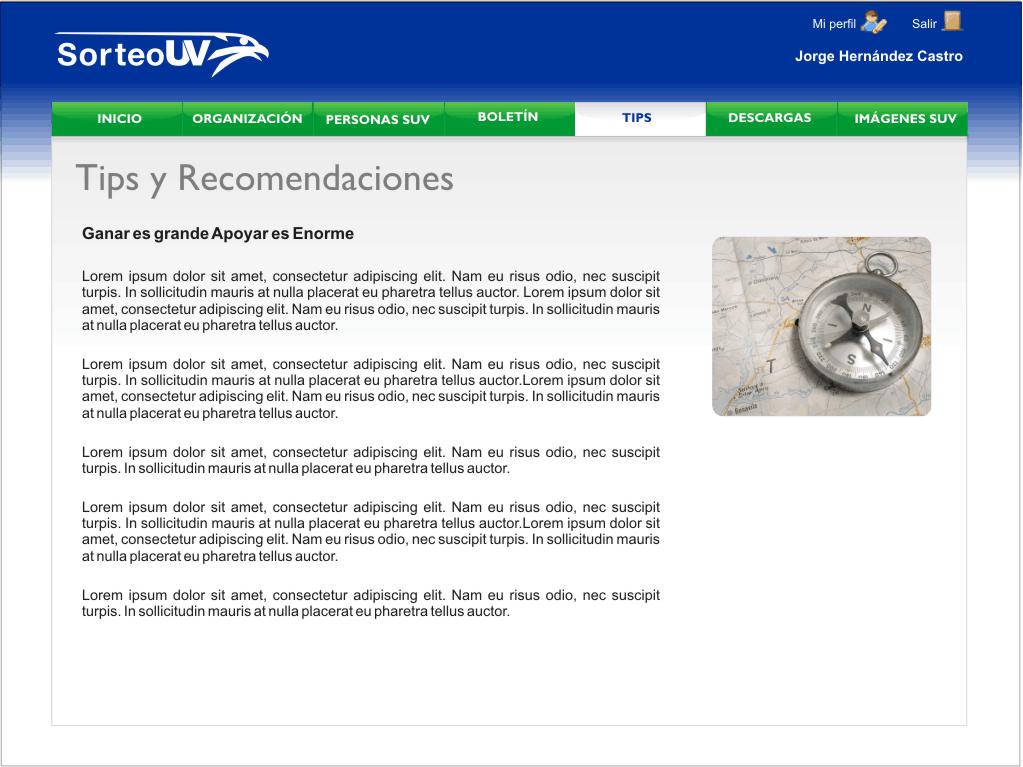 Mi perfil Salir
SorteoUV
Jorge Hernández Castro
INICIO ORGANIZACIÓN PERSONAS SUV BOLETÍN TIPS DESCARGAS IMÁGENES SUV
Tips y Recomendaciones
Ganar es grande Apoyar es Enorme
Lorem ipsum dolor sit amet, consectetur adipiscing elit. Nam eu risus odio, nec suscipit
turpis. In sollicitudin mauris at nulla placerat eu pharetra tellus auctor. Lorem ipsum dolor sit
amet, consectetur adipiscing elit. Nam eu risus odio, nec suscipit turpis. In sollicitudin mauris
at nulla placerat eu pharetra tellus auctor.
Lorem ipsum dolor sit amet, consectetur adipiscing elit. Nam eu risus odio, nec suscipit
turpis. In sollicitudin mauris at nulla placerat eu pharetra tellus auctor.Lorem ipsum dolor sit
amet, consectetur adipiscing elit. Nam eu risus odio, nec suscipit turpis. In sollicitudin mauris
at nulla placerat eu pharetra tellus auctor.
Lorem ipsum dolor sit amet, consectetur adipiscing elit. Nam eu risus odio, nec suscipit
turpis. In sollicitudin mauris at nulla placerat eu pharetra tellus auctor.
Lorem ipsum dolor sit amet, consectetur adipiscing elit. Nam eu risus odio, nec suscipit
turpis. In sollicitudin mauris at nulla placerat eu pharetra tellus auctor.Lorem ipsum dolor sit
amet, consectetur adipiscing elit. Nam eu risus odio, nec suscipit turpis. In sollicitudin mauris
at nulla placerat eu pharetra tellus auctor.
Lorem ipsum dolor sit amet, consectetur adipiscing elit. Nam eu risus odio, nec suscipit
turpis. In sollicitudin mauris at nulla placerat eu pharetra tellus auctor.
N
S
T